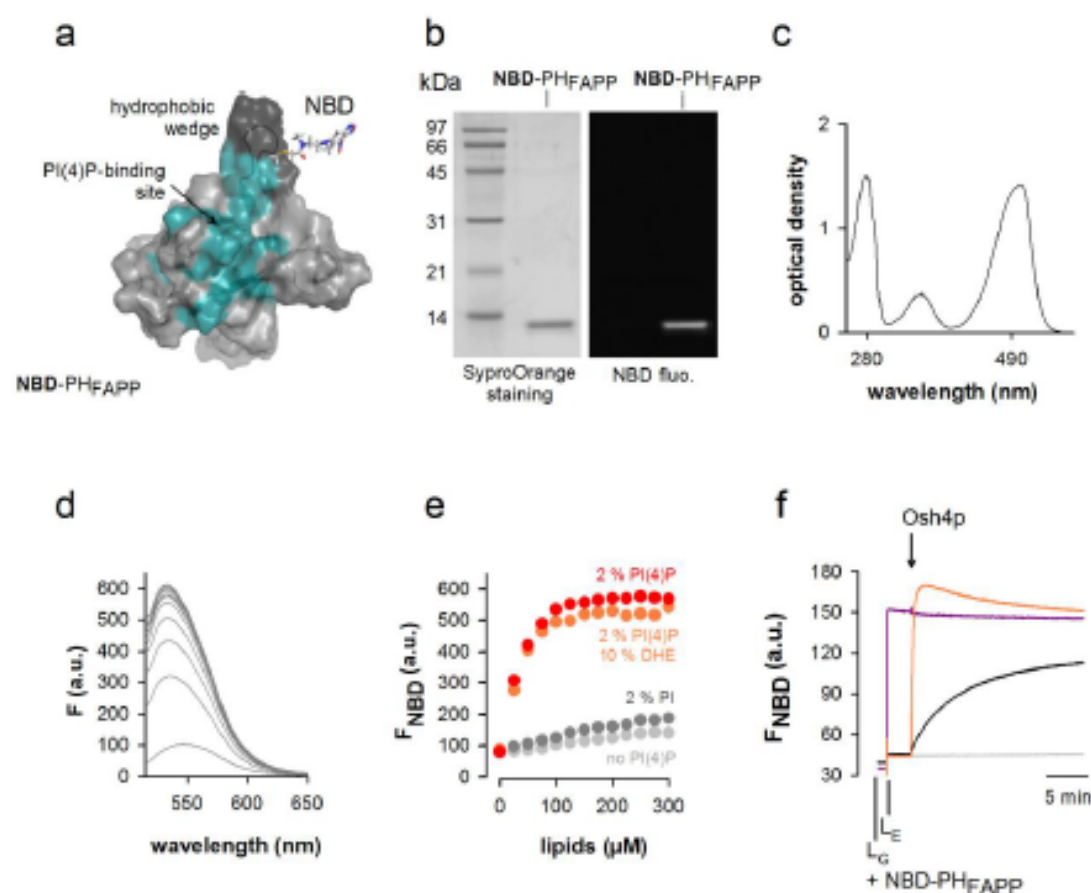 a
hydrophobic
wedge
NBD
PI(4)P-binding
site
NBD-PHFAPP
b
kDa
NBD-PHFAPP
NBD-PHFAPP
97
66
45
31
21
14
SyproOrange
staining
NBD fluo.
c
optical density
2
1
0
280
490
wavelength (nm)
d
F (a.u.)
600
500
400
300
200
100
0
550
600
650
wavelength (nm)
e
FNBD (a.u.)
600
500
400
300
200
100
0
2 % PI(4)P
2 % PI(4)P
10 % DHE
2 % PI
no PI(4)P
0
100
200
300
lipids (µM)
f
Osh4p
FNBD (a.u.)
180
150
120
90
60
30
5 min
LE
LG
+ NBD-PHFAPP